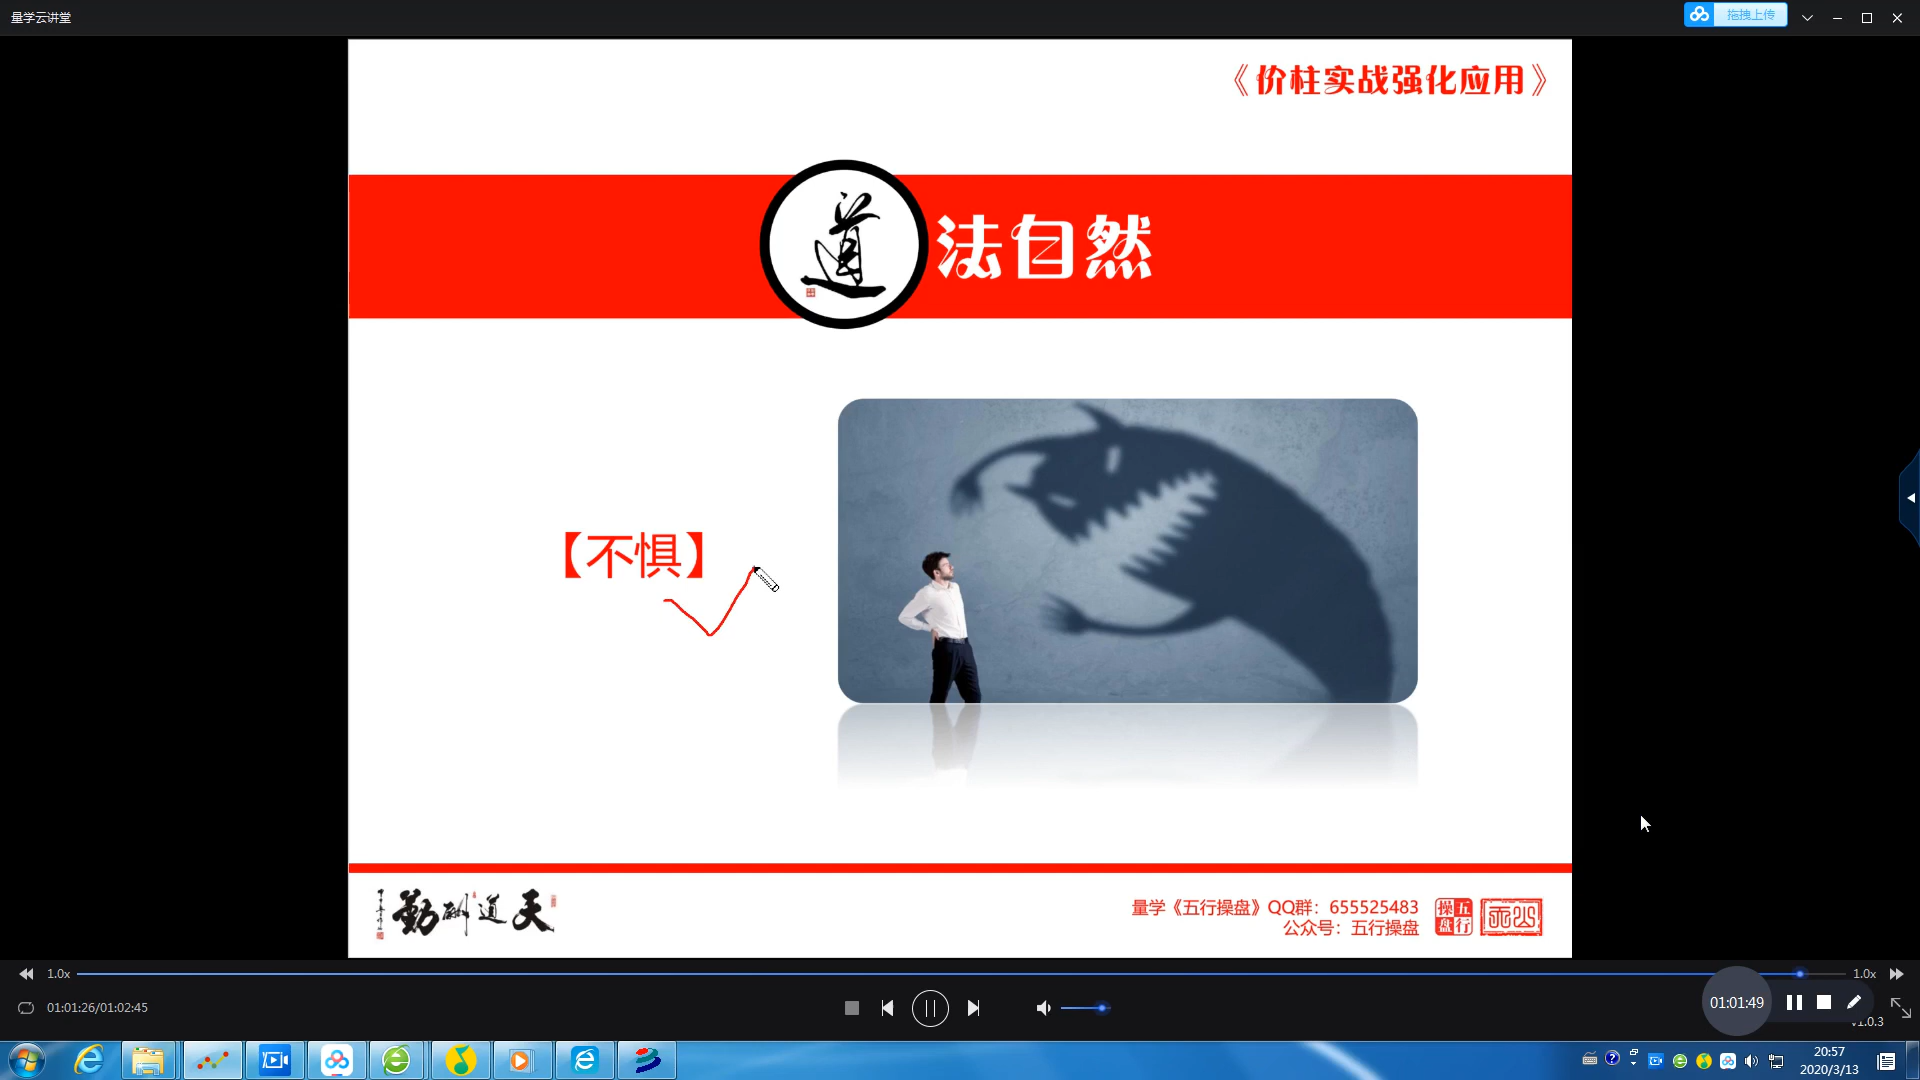 量学云讲堂
拖拽上传
《价柱实战强化应用》
道法自然
【不惧】
勤酬道天
量学《五行操盘》QQ群：655525483
公众号：五行操盘
五行操盘
1.0x
1.0x
01:01:26/01:02:45
01:01:49
v1.0.3
20:57
2020/3/13